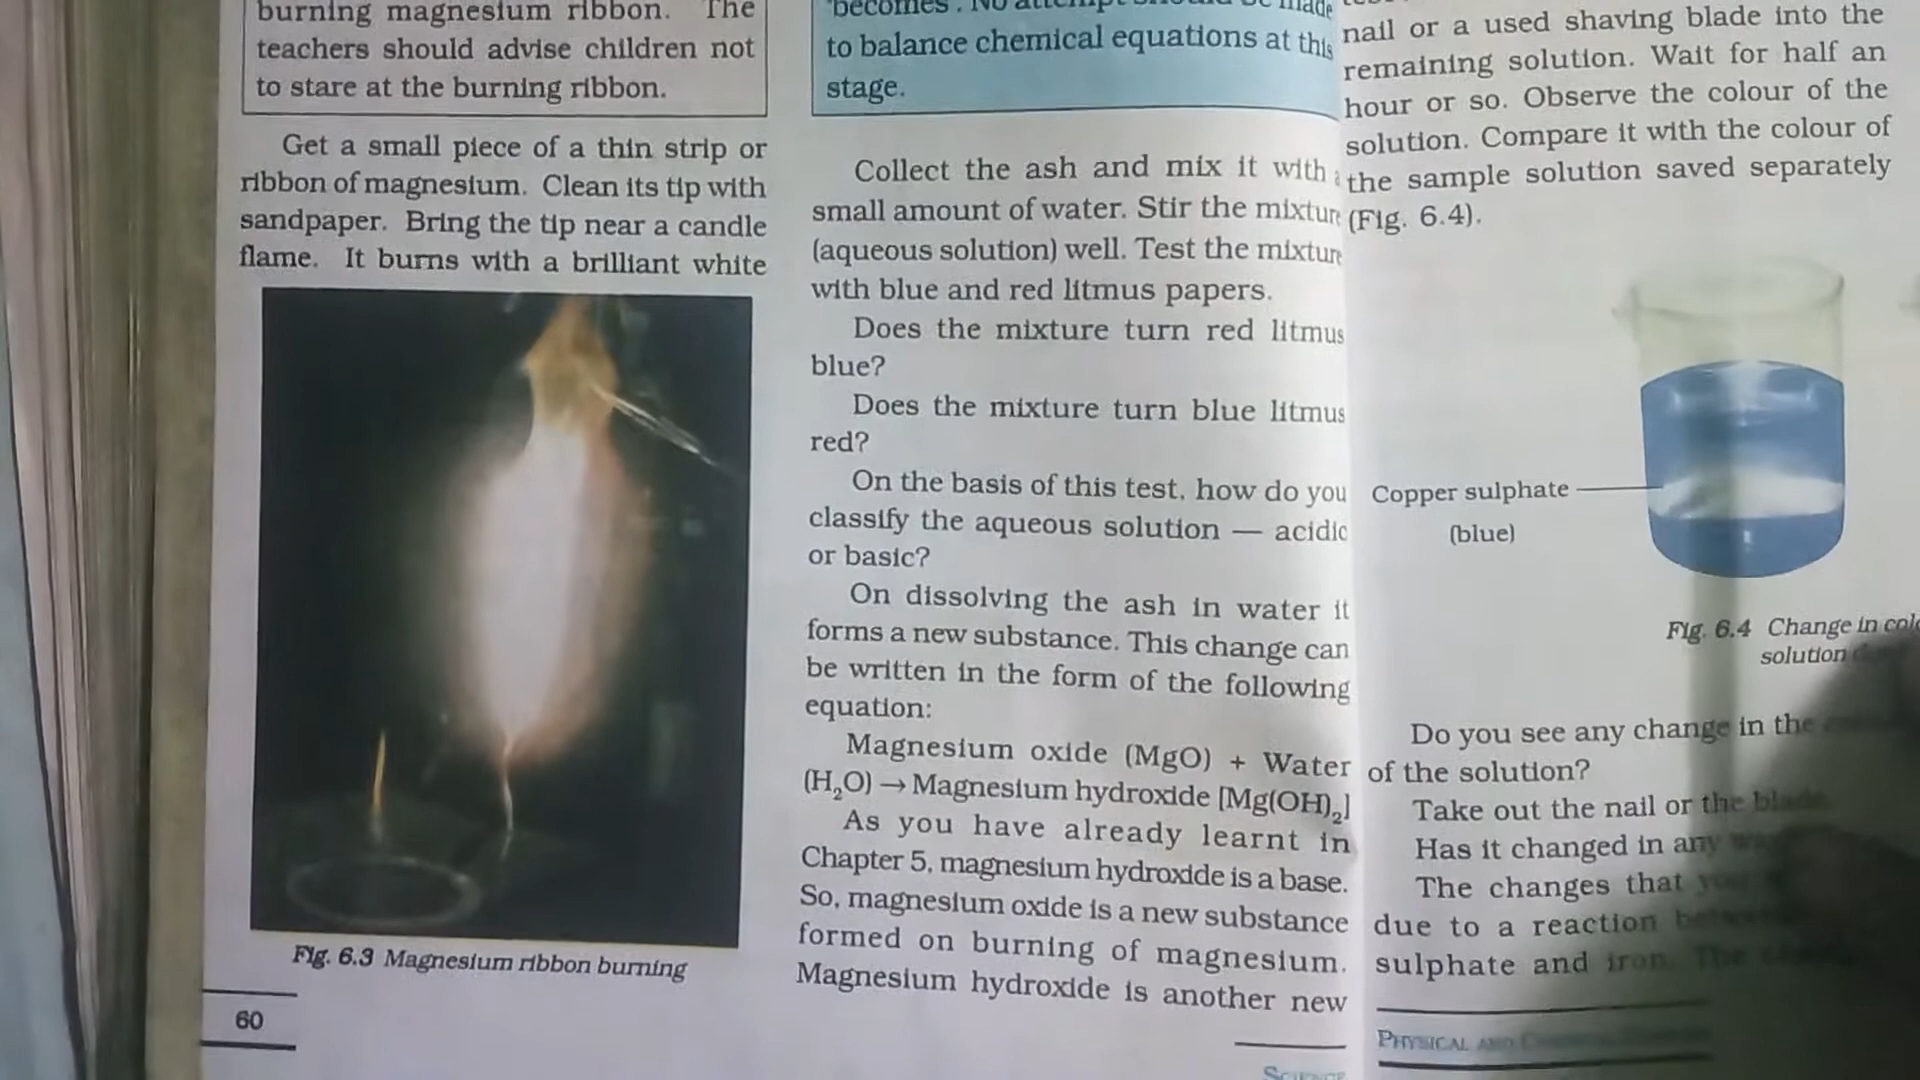 burning magnesium ribbon. The
teachers should advise children not
to stare at the burning ribbon.
Get a small piece of a thin strip or
ribbon of magnesium. Clean its tip with
sandpaper. Bring the tip near a candle
flame. It burns with a brilliant white
Fig. 6.3 Magnesium ribbon burning
60
'becomes'. No attempt should be made
to balance chemical equations at this
stage.
Collect the ash and mix it with a
small amount of water. Stir the mixture
(aqueous solution) well. Test the mixture
with blue and red litmus papers.
Does the mixture turn red litmus
blue?
Does the mixture turn blue litmus
red?
On the basis of this test, how do you
classify the aqueous solution — acidic
or basic?
On dissolving the ash in water it
forms a new substance. This change can
be written in the form of the following
equation:
Magnesium oxide (MgO) + Water
(H₂O) → Magnesium hydroxide [Mg(OH)₂]
As you have already learnt in
Chapter 5, magnesium hydroxide is a base.
So, magnesium oxide is a new substance
formed on burning of magnesium.
Magnesium hydroxide is another new
SCIENCE
nail or a used shaving blade into the
remaining solution. Wait for half an
hour or so. Observe the colour of the
solution. Compare it with the colour of
the sample solution saved separately
(Fig. 6.4).
Copper sulphate
(blue)
Fig. 6.4 Change in
solution
Do you see any change in the
of the solution?
Take out the nail or the blade
Has it changed in any
The changes that
due to a reaction
sulphate and iron. The
PHYSICAL AND